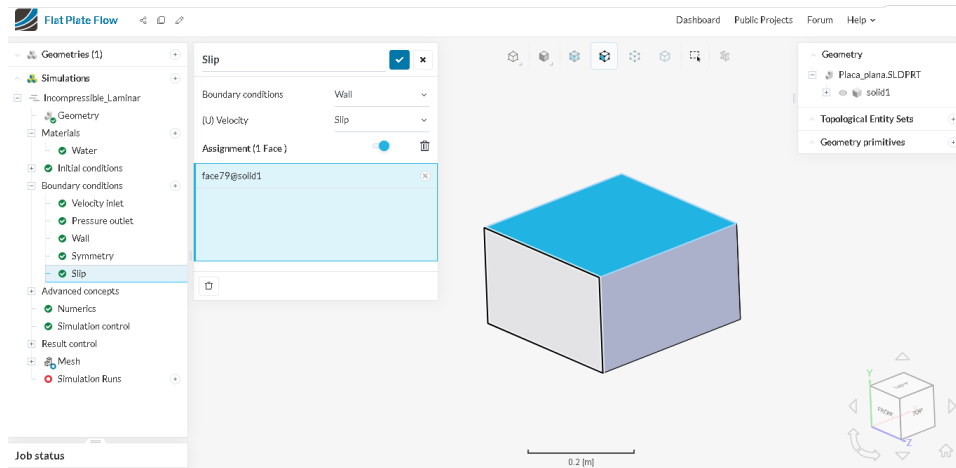 Flat Plate Flow
Dashboard Public Projects Forum Help
Geometries (1)
Simulations
Incompressible_Laminar
Geometry
Materials
Water
Initial conditions
Boundary conditions
Velocity inlet
Pressure outlet
Wall
Symmetry
Slip
Advanced concepts
Numerics
Simulation control
Result control
Mesh
Simulation Runs
Job status
Slip
Boundary conditions Wall
(U) Velocity Slip
Assignment (1 Face )
face79@solid1
0.2 [m]
Geometry
Placa_plana.SLDPRT
solid1
Topological Entity Sets
Geometry primitives
Y
FRONT
TOP
Z